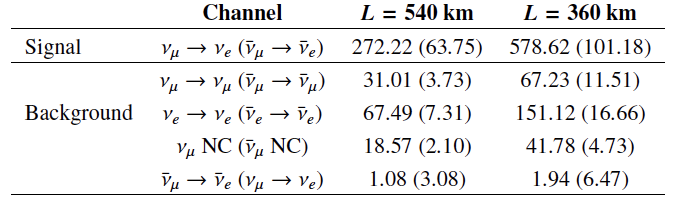 Channel L = 540 km L = 360 km
Signal νμ → νe (ν̄μ → ν̄e) 272.22 (63.75) 578.62 (101.18)
νμ → νμ (ν̄μ → ν̄μ) 31.01 (3.73) 67.23 (11.51)
Background νe → νe (ν̄e → ν̄e) 67.49 (7.31) 151.12 (16.66)
νμ NC (ν̄μ NC) 18.57 (2.10) 41.78 (4.73)
ν̄μ → ν̄e (νμ → νe) 1.08 (3.08) 1.94 (6.47)